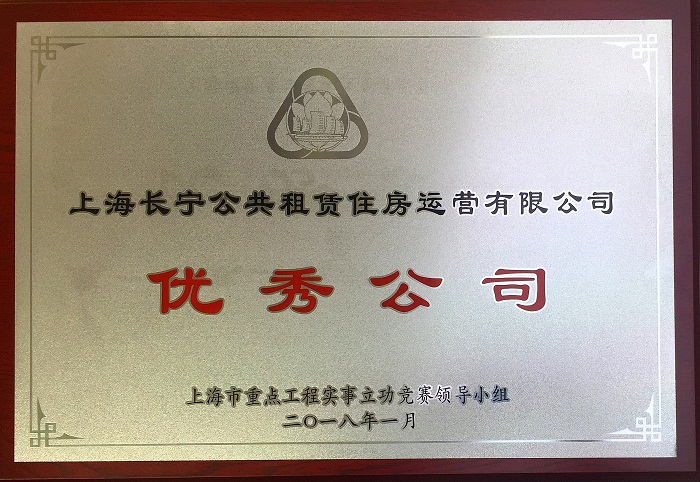 上海长宁公共租赁住房运营有限公司
优秀公司
上海市重点工程实事立功竞赛领导小组
二〇一八年一月